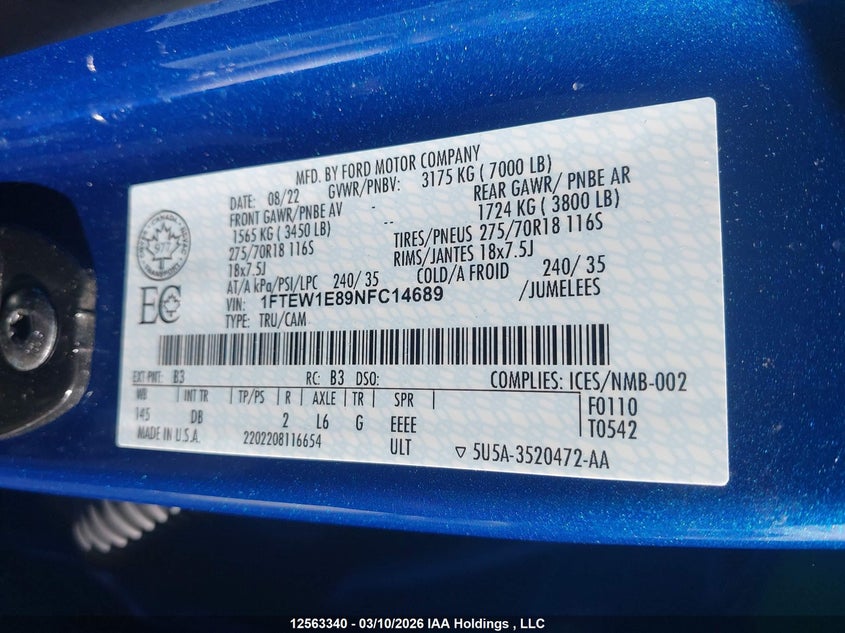 MFD. BY FORD MOTOR COMPANY
DATE: 08/22 GVWR/PNBV: 3175 KG ( 7000 LB)
FRONT GAWR/PNBE AV -- REAR GAWR/ PNBE AR
1565 KG ( 3450 LB) 1724 KG ( 3800 LB)
275/70R18 116S -- TIRES/PNEUS 275/70R18 116S
18x7.5J RIMS/JANTES 18x7.5J
AT/A kPa/PSI/LPC 240/ 35 COLD/A FROID 240/ 35
VIN: 1FTEW1E89NFC14689 /JUMELEES
TYPE: TRU/CAM
CANADA
977
TRANSPORT
EC
EXT PNT: B3 RC: B3 DSO: COMPLIES: ICES/NMB-002
WB INT TR TP/PS R AXLE TR SPR F0110
145 DB 2 L6 G EEEE T0542
MADE IN U.S.A. 2202208116654 ULT ▽ 5U5A-3520472-AA
12563340 - 03/10/2026 IAA Holdings , LLC